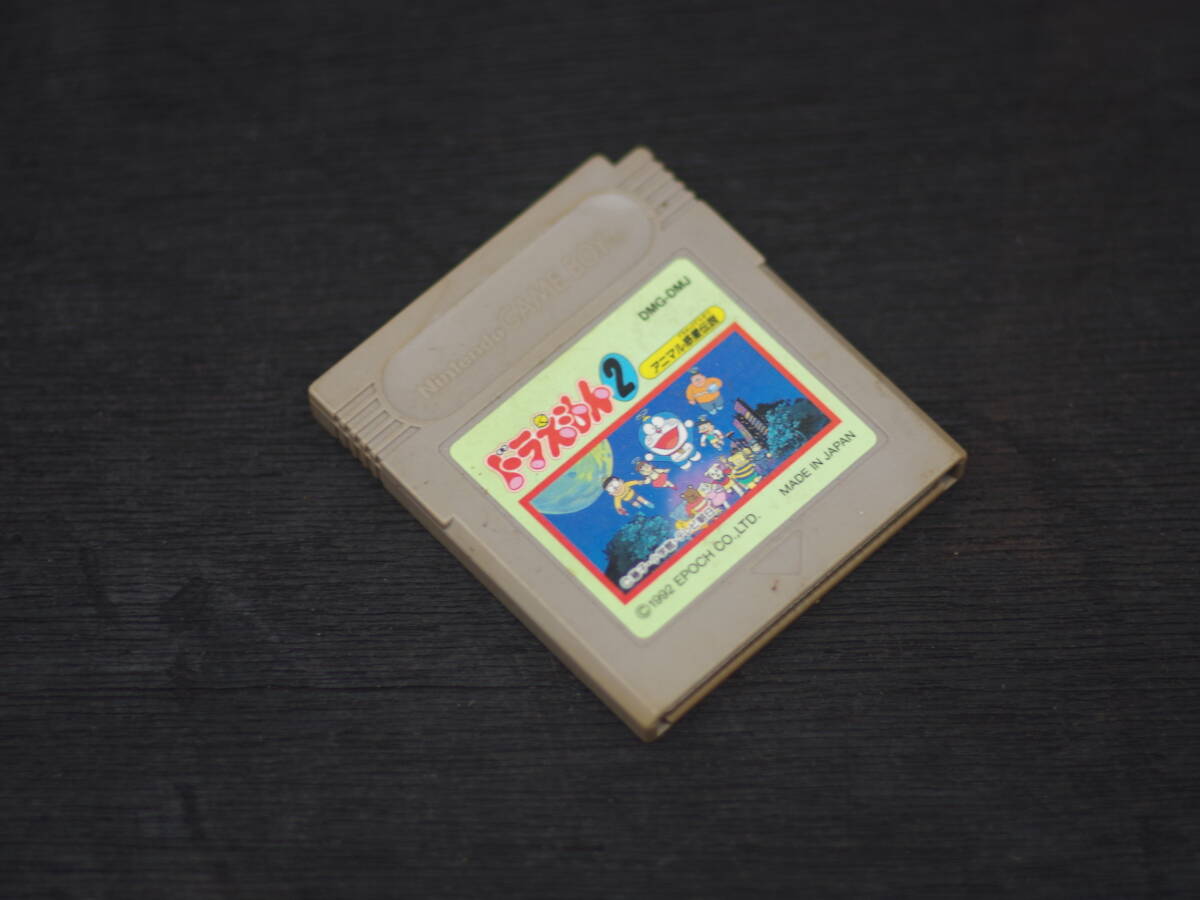 Nintendo GAME BOY
DMG-DMJ
ドラえもん2
アニマル惑星伝説
©1992 EPOCH CO.,LTD.
MADE IN JAPAN